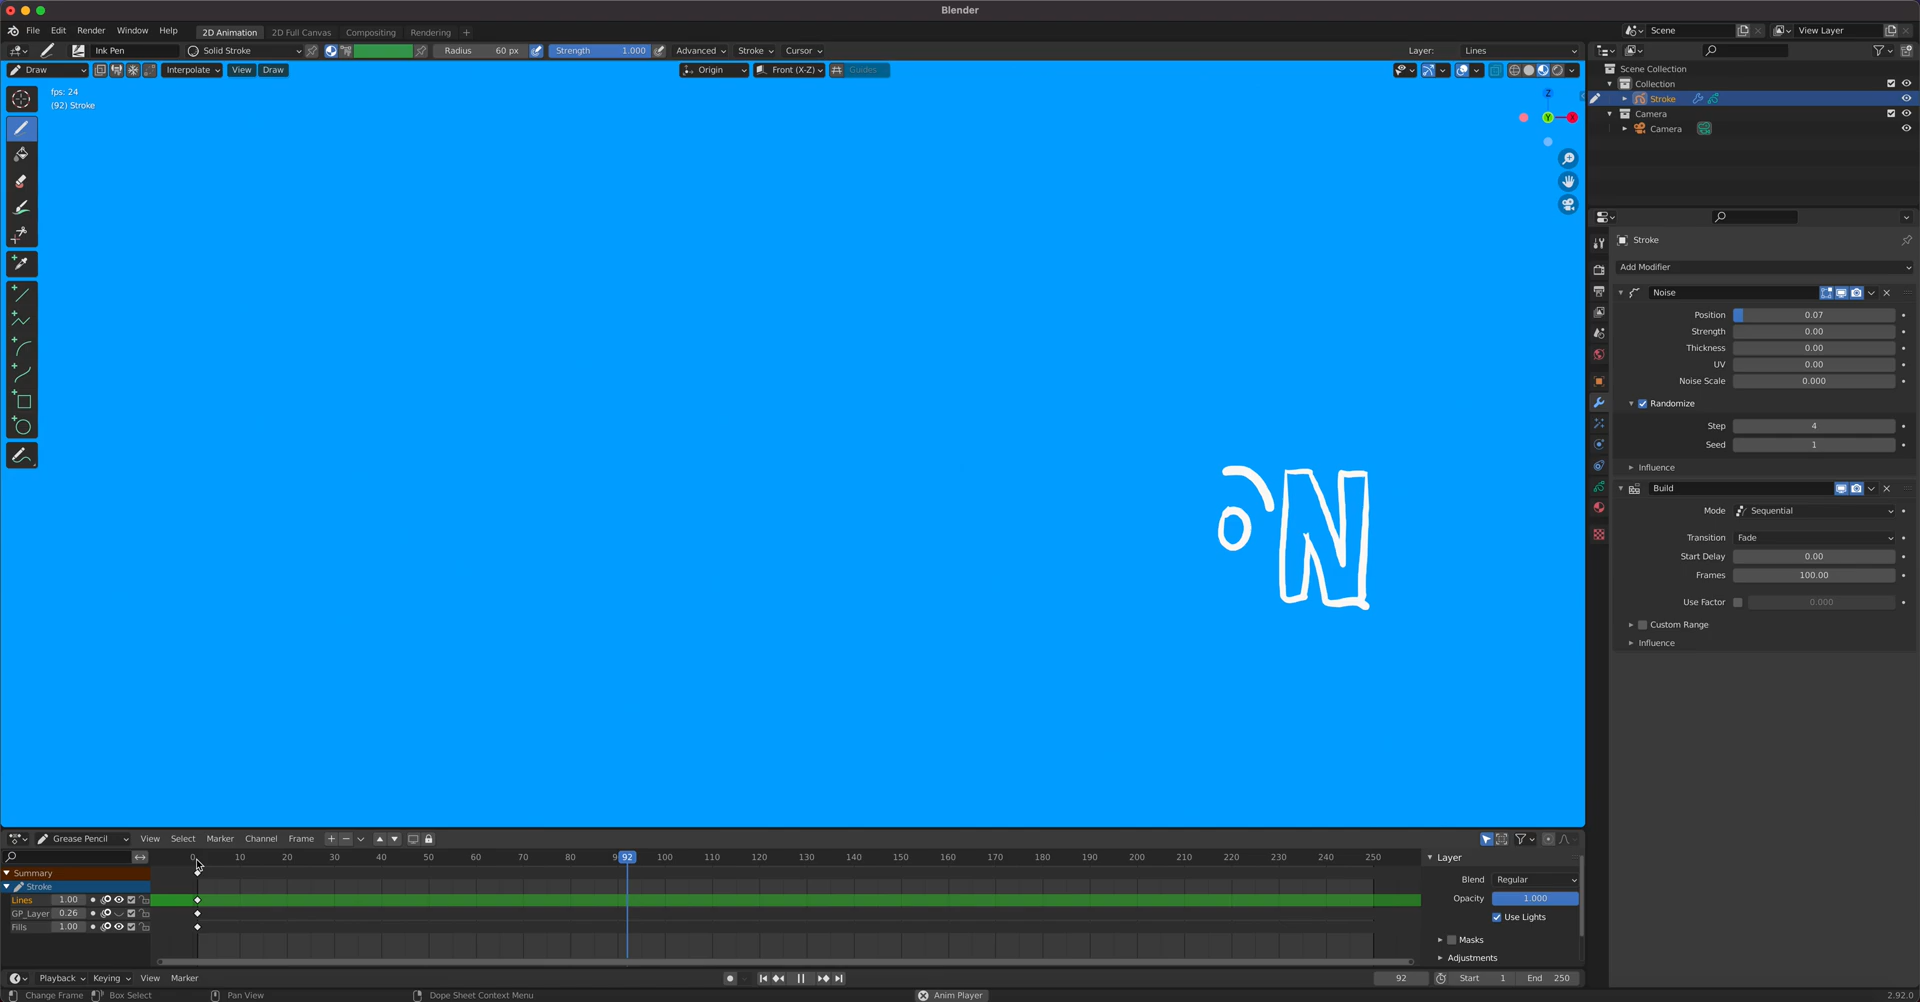 Blender
File Edit Render Window Help 2D Animation 2D Full Canvas Compositing Rendering + Scene View Layer
Ink Pen Solid Stroke Radius 60 px Strength 1.000 Advanced Stroke Cursor Layer: Lines
Draw Interpolate View Draw Origin Front (X-Z) Guides
fps: 24
(92) Stroke
Z
Y X
N
Scene Collection
Collection
Stroke
Camera
Camera
Stroke
Add Modifier
Noise
Position 0.07
Strength 0.00
Thickness 0.00
UV 0.00
Noise Scale 0.000
Randomize
Step 4
Seed 1
Influence
Build
Mode Sequential
Transition Fade
Start Delay 0.00
Frames 100.00
Use Factor 0.000
Custom Range
Influence
Grease Pencil View Select Marker Channel Frame
0 10 20 30 40 50 60 70 80 9 92 100 110 120 130 140 150 160 170 180 190 200 210 220 230 240 250
Summary
Stroke
Lines 1.00
GP_Layer 0.26
Fills 1.00
Layer
Blend Regular
Opacity 1.000
Use Lights
Masks
Adjustments
Playback Keying View Marker 92 Start 1 End 250
Change Frame Box Select Pan View Dope Sheet Context Menu Anim Player 2.92.0